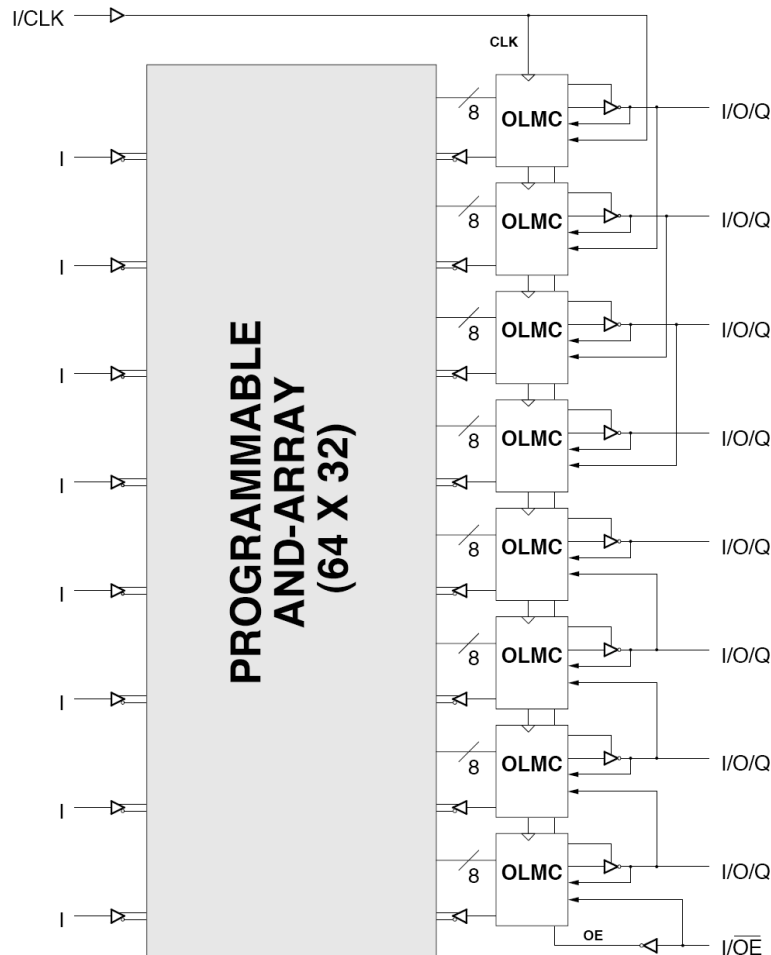 I/CLK
CLK
OLMC
8
I/O/Q
I
OLMC
8
I/O/Q
I
OLMC
8
I/O/Q
I
OLMC
8
I/O/Q
I
PROGRAMMABLE
AND-ARRAY
(64 X 32)
OLMC
8
I/O/Q
I
OLMC
8
I/O/Q
I
OLMC
8
I/O/Q
I
OLMC
8
I/O/Q
I
OE
I/O̅E̅